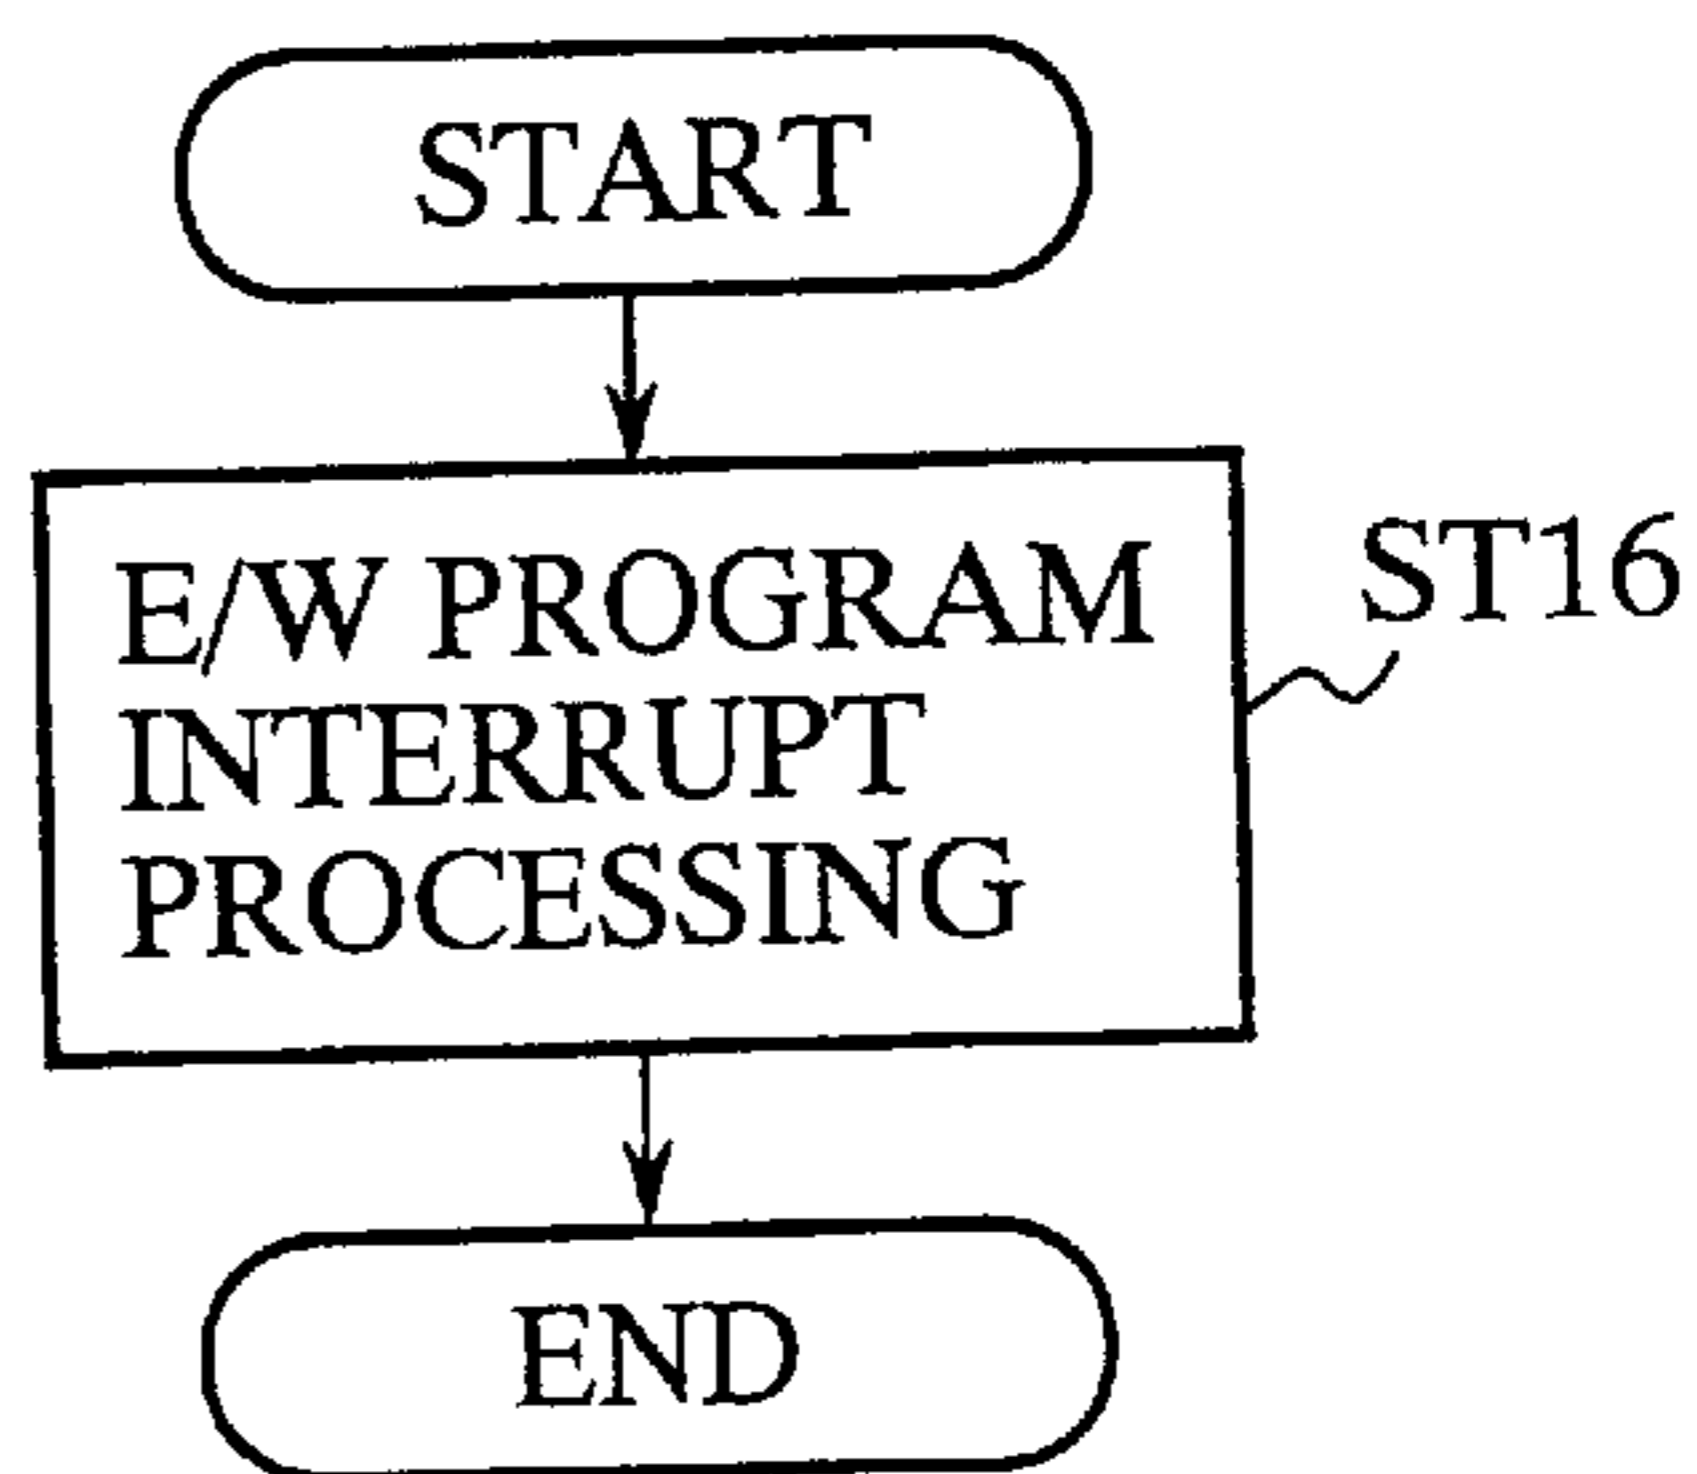 START
E/W PROGRAM
INTERRUPT
PROCESSING
ST16
END